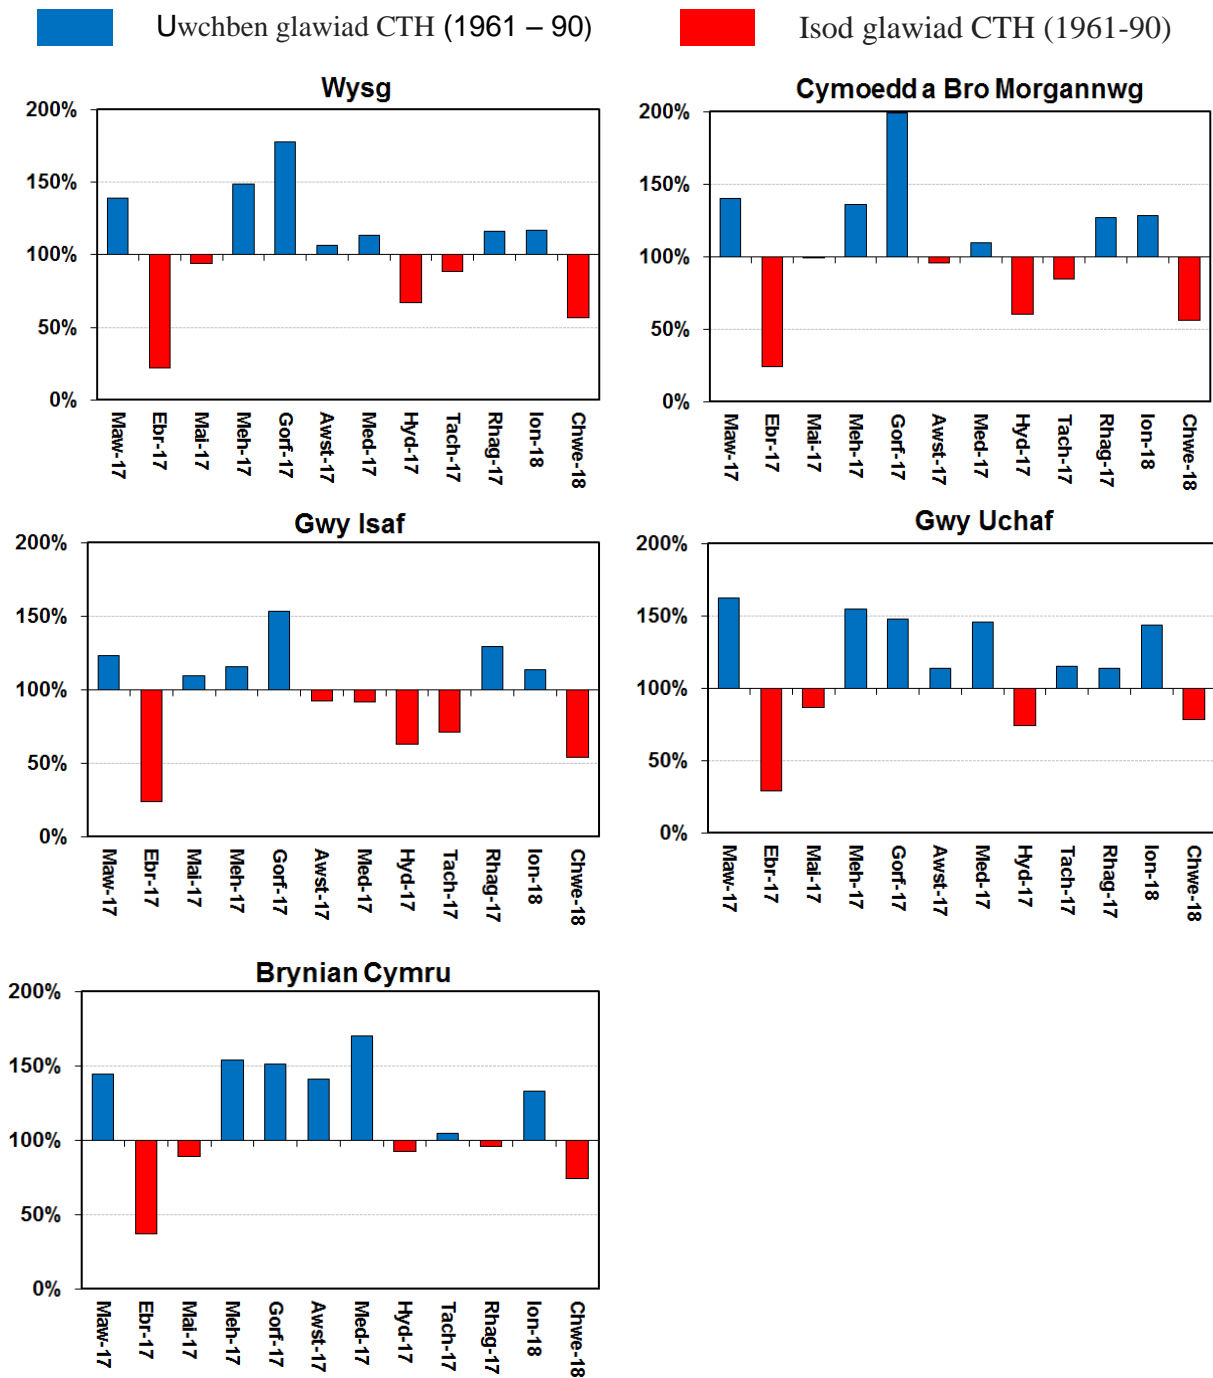 Uwchben glawiad CTH (1961 – 90)
Isod glawiad CTH (1961-90)
Wysg
200%
150%
100%
50%
0%
Maw-17
Ebr-17
Mai-17
Meh-17
Gorf-17
Awst-17
Med-17
Hyd-17
Tach-17
Rhag-17
Ion-18
Chwe-18
Cymoedd a Bro Morgannwg
200%
150%
100%
50%
0%
Maw-17
Ebr-17
Mai-17
Meh-17
Gorf-17
Awst-17
Med-17
Hyd-17
Tach-17
Rhag-17
Ion-18
Chwe-18
Gwy Isaf
200%
150%
100%
50%
0%
Maw-17
Ebr-17
Mai-17
Meh-17
Gorf-17
Awst-17
Med-17
Hyd-17
Tach-17
Rhag-17
Ion-18
Chwe-18
Gwy Uchaf
200%
150%
100%
50%
0%
Maw-17
Ebr-17
Mai-17
Meh-17
Gorf-17
Awst-17
Med-17
Hyd-17
Tach-17
Rhag-17
Ion-18
Chwe-18
Brynian Cymru
200%
150%
100%
50%
0%
Maw-17
Ebr-17
Mai-17
Meh-17
Gorf-17
Awst-17
Med-17
Hyd-17
Tach-17
Rhag-17
Ion-18
Chwe-18